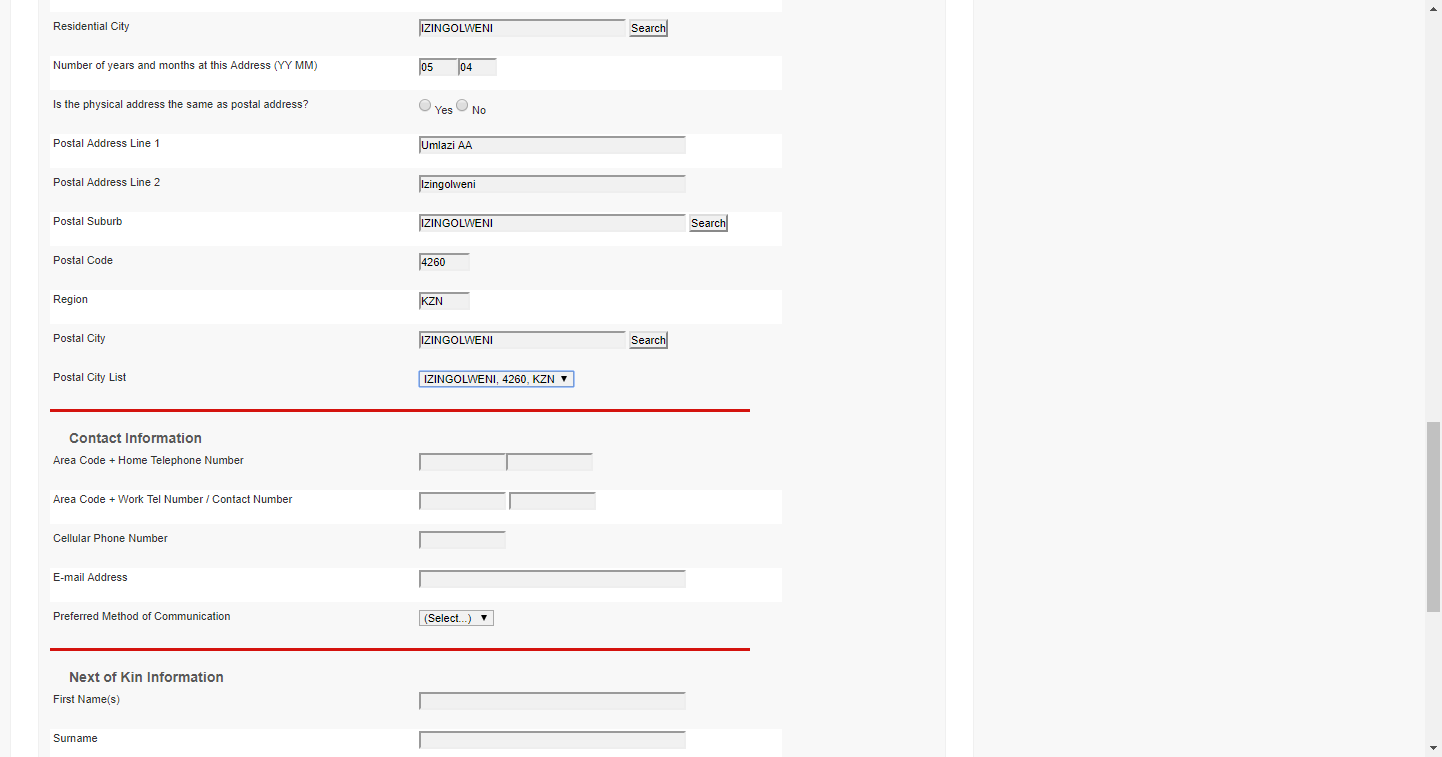 Residential City IZINGOLWENI Search
Number of years and months at this Address (YY MM) 05 04
Is the physical address the same as postal address? Yes No
Postal Address Line 1 Umlazi AA
Postal Address Line 2 Izingolweni
Postal Suburb IZINGOLWENI Search
Postal Code 4260
Region KZN
Postal City IZINGOLWENI Search
Postal City List IZINGOLWENI, 4260, KZN
Contact Information
Area Code + Home Telephone Number
Area Code + Work Tel Number / Contact Number
Cellular Phone Number
E-mail Address
Preferred Method of Communication (Select...)
Next of Kin Information
First Name(s)
Surname